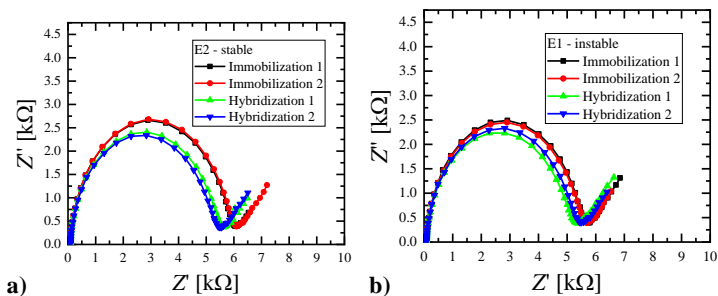 E2 - stable
Immobilization 1
Immobilization 2
Hybridization 1
Hybridization 2
4.5
4.0
3.5
3.0
2.5
2.0
1.5
1.0
0.5
0.0
Z'' [kΩ]
0 1 2 3 4 5 6 7 8 9 10
Z' [kΩ]
a)
E1 - instable
Immobilization 1
Immobilization 2
Hybridization 1
Hybridization 2
4.5
4.0
3.5
3.0
2.5
2.0
1.5
1.0
0.5
0.0
Z'' [kΩ]
0 1 2 3 4 5 6 7 8 9 10
Z' [kΩ]
b)